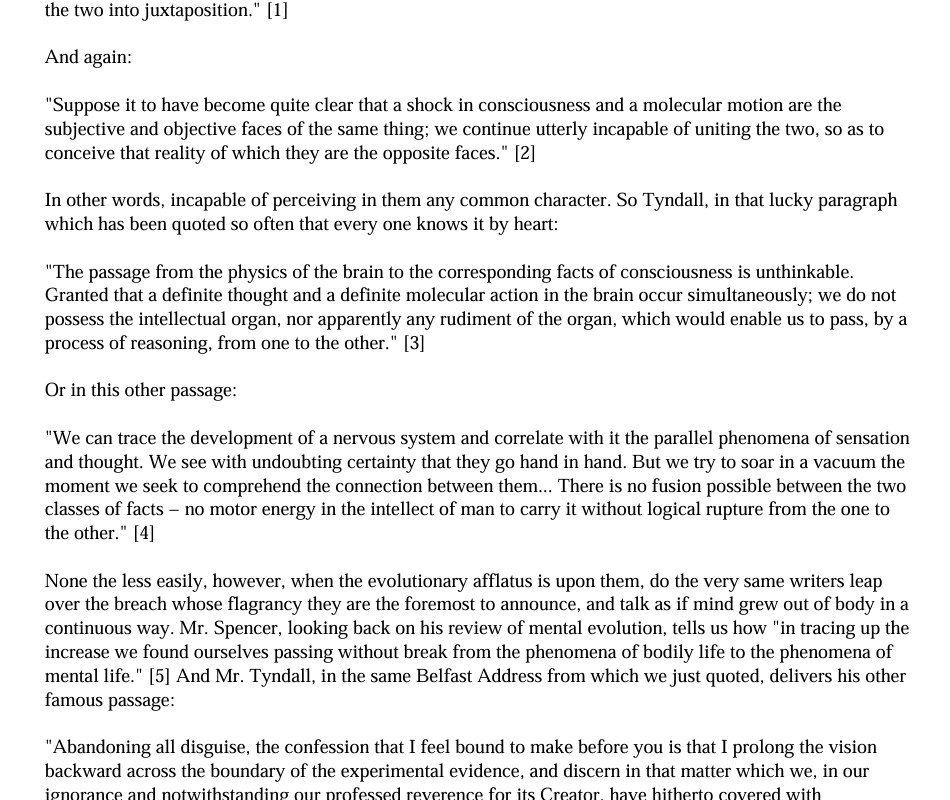 the two into juxtaposition." [1]
And again:
"Suppose it to have become quite clear that a shock in consciousness and a molecular motion are the
subjective and objective faces of the same thing; we continue utterly incapable of uniting the two, so as to
conceive that reality of which they are the opposite faces." [2]
In other words, incapable of perceiving in them any common character. So Tyndall, in that lucky paragraph
which has been quoted so often that every one knows it by heart:
"The passage from the physics of the brain to the corresponding facts of consciousness is unthinkable.
Granted that a definite thought and a definite molecular action in the brain occur simultaneously; we do not
possess the intellectual organ, nor apparently any rudiment of the organ, which would enable us to pass, by a
process of reasoning, from one to the other." [3]
Or in this other passage:
"We can trace the development of a nervous system and correlate with it the parallel phenomena of sensation
and thought. We see with undoubting certainty that they go hand in hand. But we try to soar in a vacuum the
moment we seek to comprehend the connection between them... There is no fusion possible between the two
classes of facts – no motor energy in the intellect of man to carry it without logical rupture from the one to
the other." [4]
None the less easily, however, when the evolutionary afflatus is upon them, do the very same writers leap
over the breach whose flagrancy they are the foremost to announce, and talk as if mind grew out of body in a
continuous way. Mr. Spencer, looking back on his review of mental evolution, tells us how "in tracing up the
increase we found ourselves passing without break from the phenomena of bodily life to the phenomena of
mental life." [5] And Mr. Tyndall, in the same Belfast Address from which we just quoted, delivers his other
famous passage:
"Abandoning all disguise, the confession that I feel bound to make before you is that I prolong the vision
backward across the boundary of the experimental evidence, and discern in that matter which we, in our
ignorance and notwithstanding our professed reverence for its Creator, have hitherto covered with